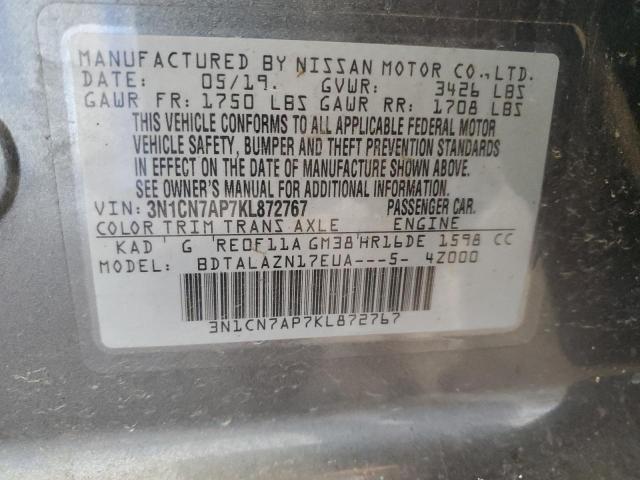 MANUFACTURED BY NISSAN MOTOR CO.,LTD.
DATE: 05/19. GVWR: 3426 LBS
GAWR FR: 1750 LBS GAWR RR: 1708 LBS
THIS VEHICLE CONFORMS TO ALL APPLICABLE FEDERAL MOTOR
VEHICLE SAFETY, BUMPER AND THEFT PREVENTION STANDARDS
IN EFFECT ON THE DATE OF MANUFACTURE SHOWN ABOVE.
SEE OWNER'S MANUAL FOR ADDITIONAL INFORMATION.
VIN: 3N1CN7AP7KL872767 PASSENGER CAR.
COLOR TRIM TRANS AXLE ENGINE
KAD ' G 'RE0F11A GM38'HR16DE 1598 CC
MODEL: BDTALAZN17EUA---5- 4Z000
3N1CN7AP7KL872767